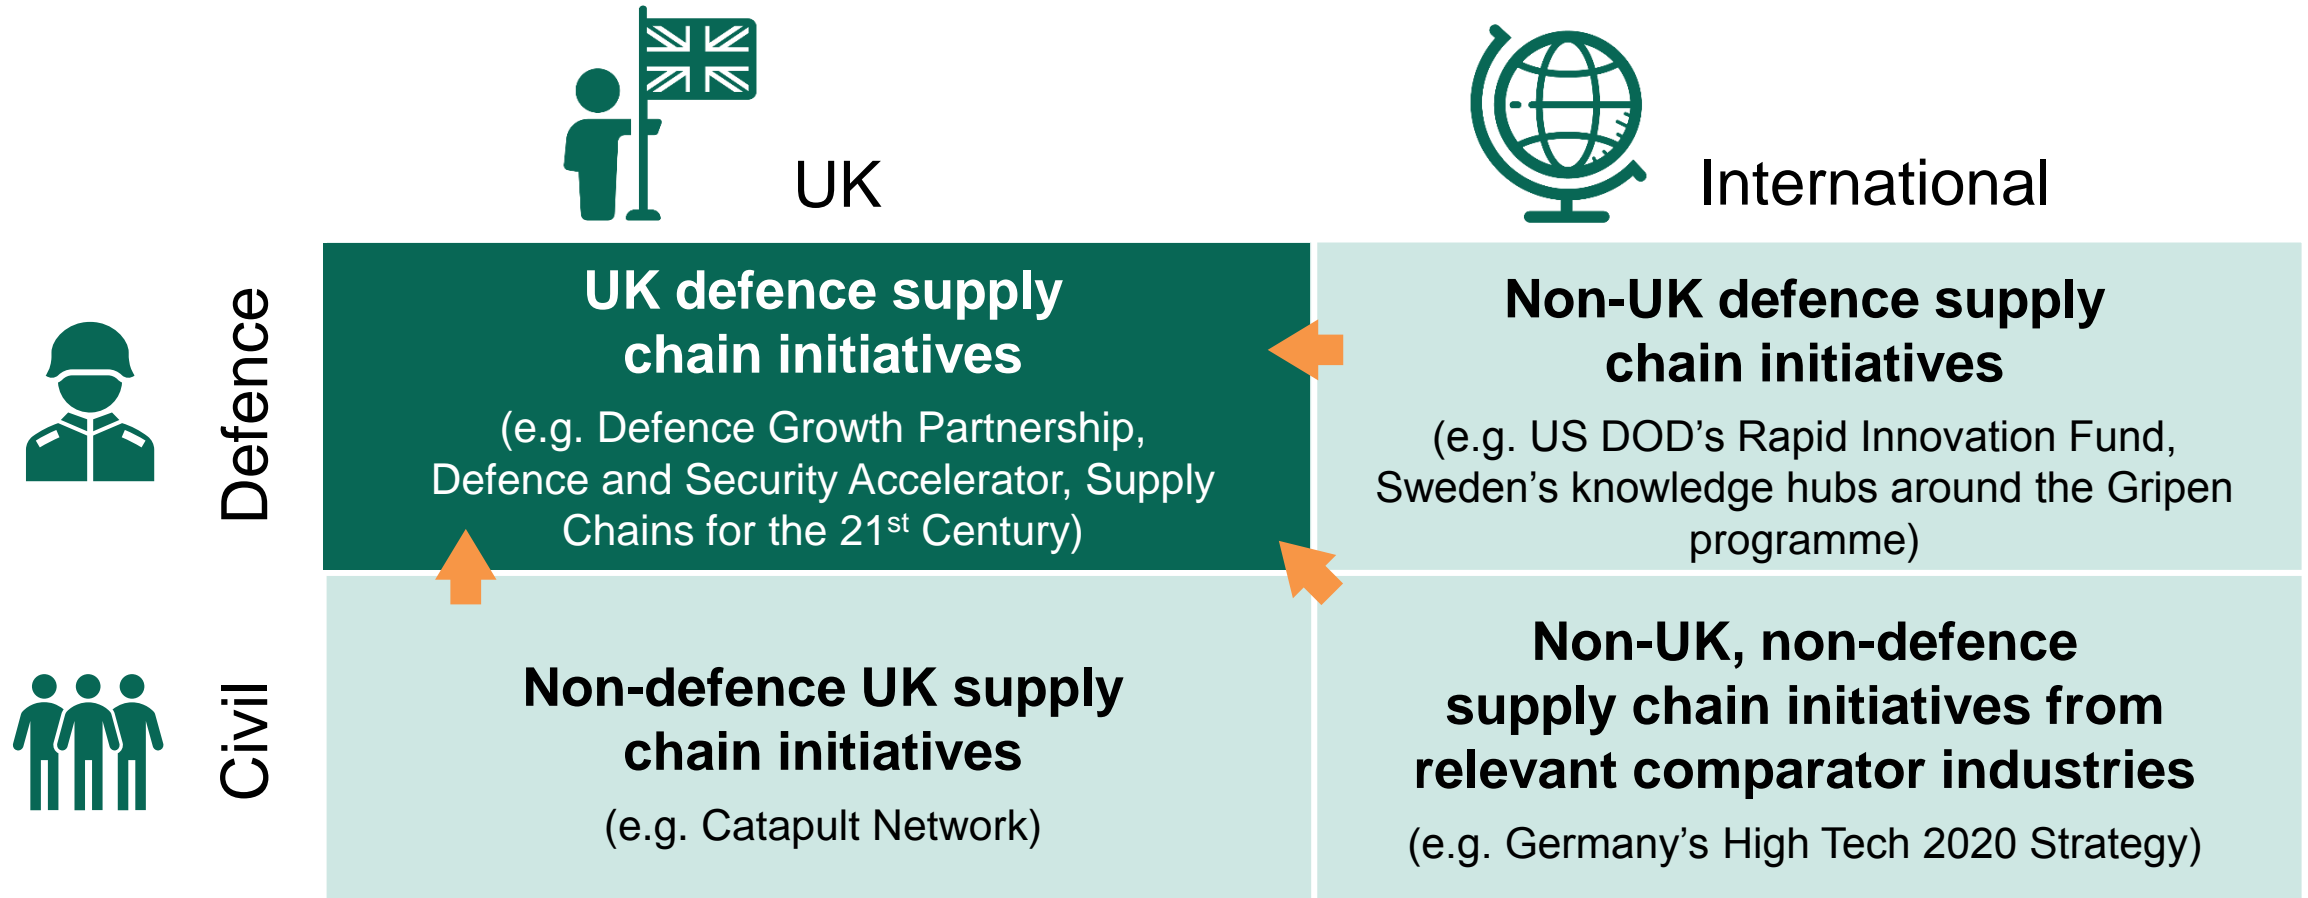 UK
International
Defence
UK defence supply
chain initiatives
(e.g. Defence Growth Partnership,
Defence and Security Accelerator, Supply
Chains for the 21st Century)
Non-UK defence supply
chain initiatives
(e.g. US DOD’s Rapid Innovation Fund,
Sweden’s knowledge hubs around the Gripen
programme)
Civil
Non-defence UK supply
chain initiatives
(e.g. Catapult Network)
Non-UK, non-defence
supply chain initiatives from
relevant comparator industries
(e.g. Germany’s High Tech 2020 Strategy)